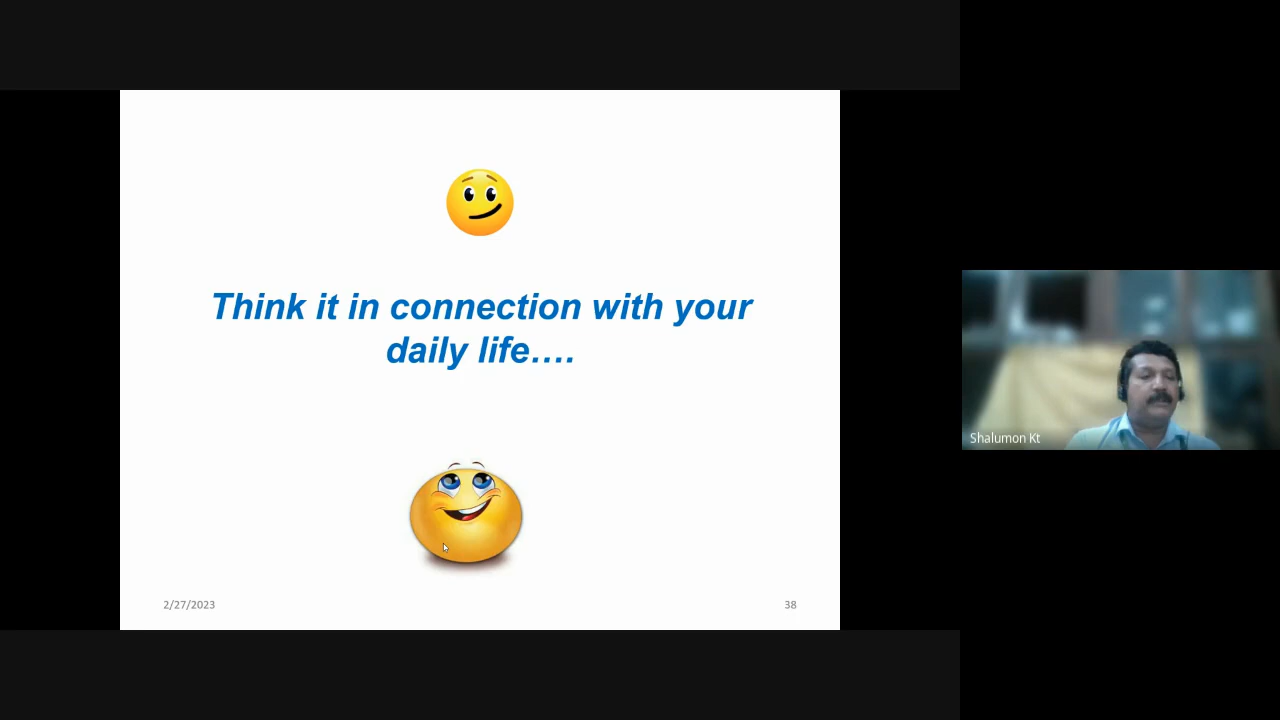 Think it in connection with your
daily life....
2/27/2023
38
Shalumon Kt